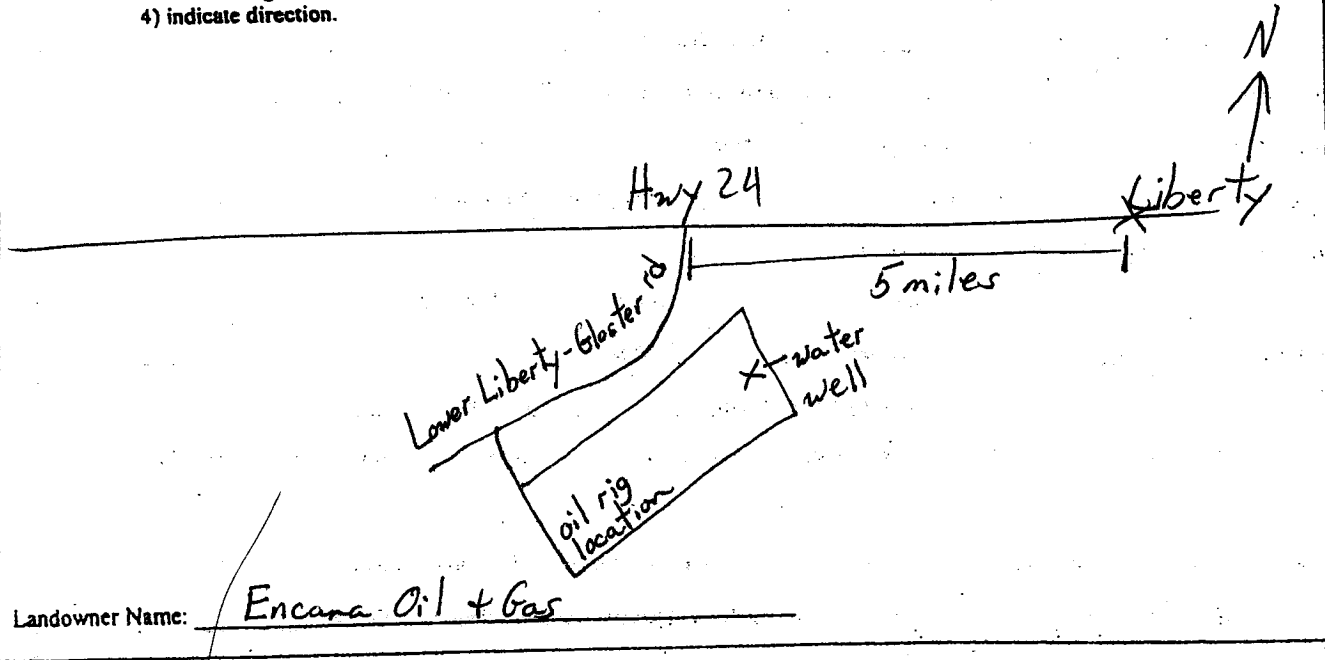 4) indicate direction.
N
Hwy 24
Liberty
5 miles
Lower Liberty-Gloster rd
water
well
oil rig
location
Landowner Name: Encana Oil + Gas